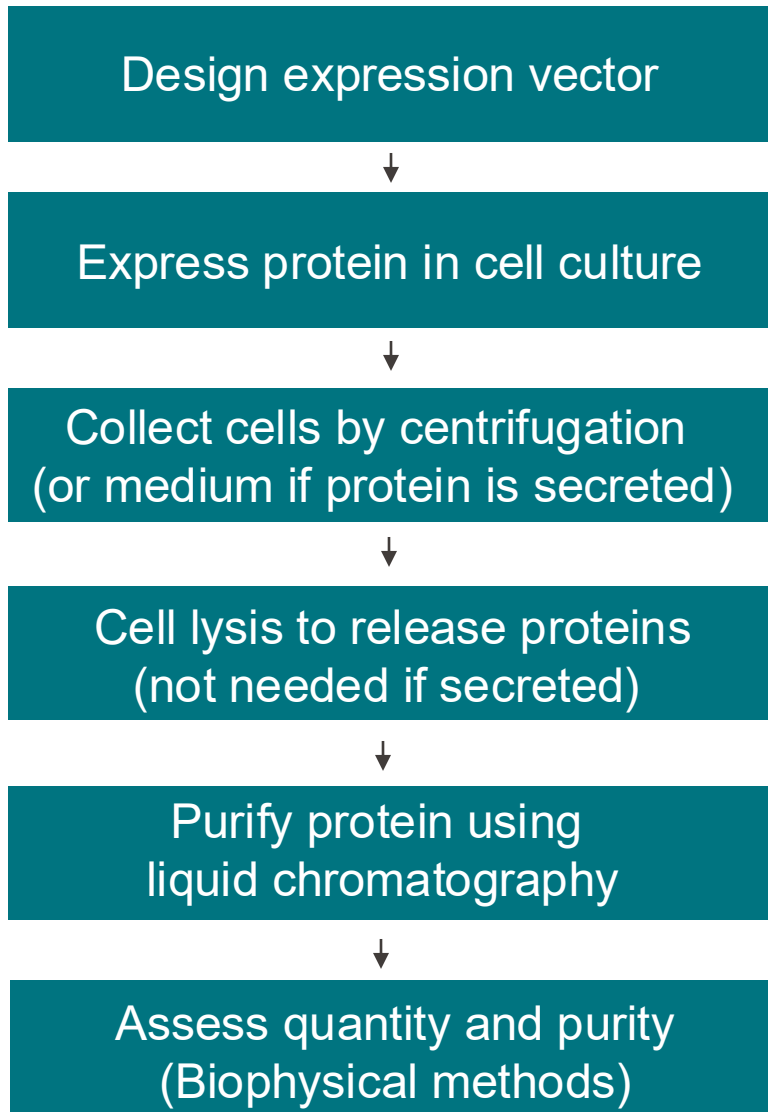 Design expression vector
Express protein in cell culture
Collect cells by centrifugation
(or medium if protein is secreted)
Cell lysis to release proteins
(not needed if secreted)
Purify protein using
liquid chromatography
Assess quantity and purity
(Biophysical methods)